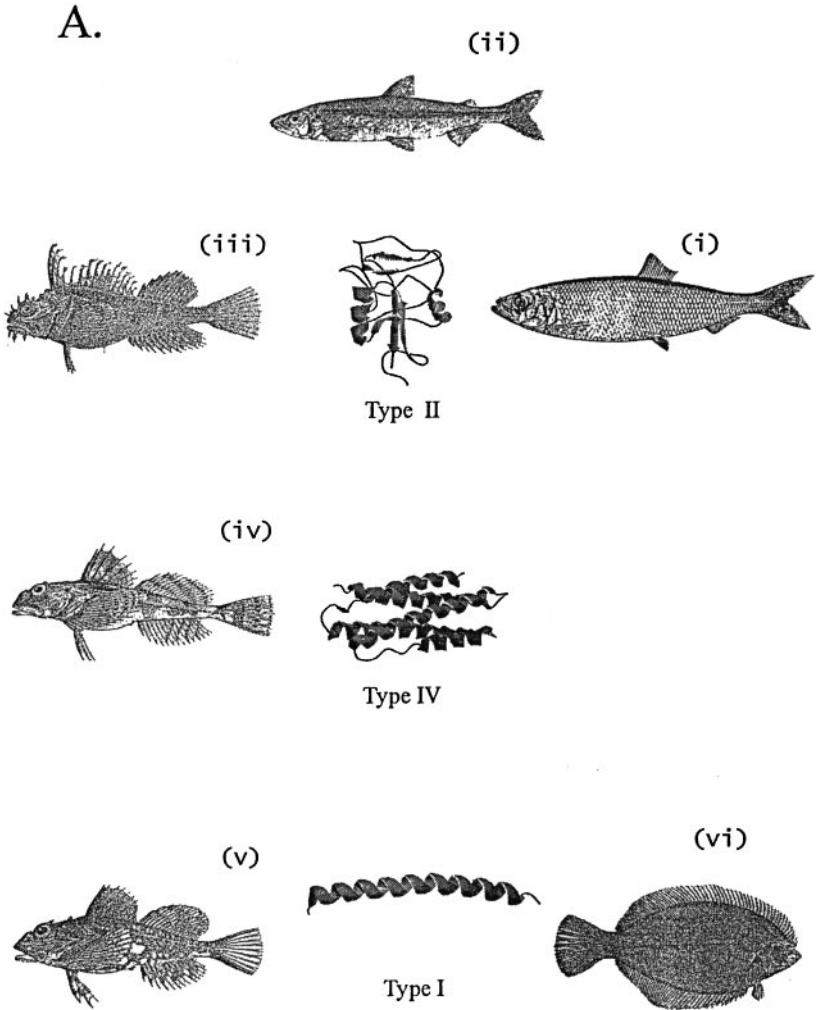 A.
(ii)
(iii)
(i)
Type II
(iv)
Type IV
(v)
(vi)
Type I